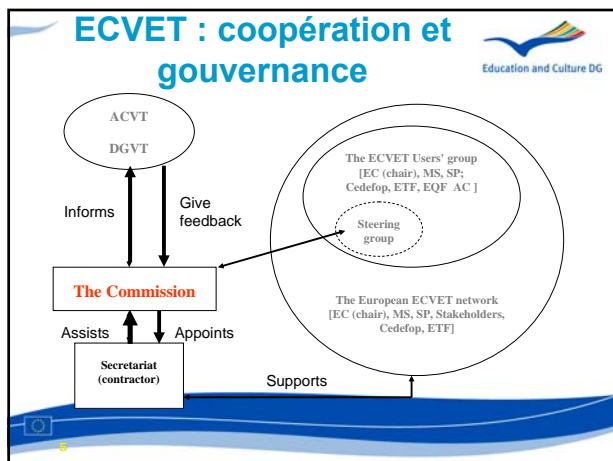 ECVET : coopération et
gouvernance
Education and Culture DG
ACVT
DGVT
The ECVET Users' group
[EC (chair), MS, SP;
Cedefop, ETF, EQF AC ]
Informs
Give
feedback
Steering
group
The Commission
The European ECVET network
[EC (chair), MS, SP, Stakeholders,
Cedefop, ETF]
Assists
Appoints
Secretariat
(contractor)
Supports
5